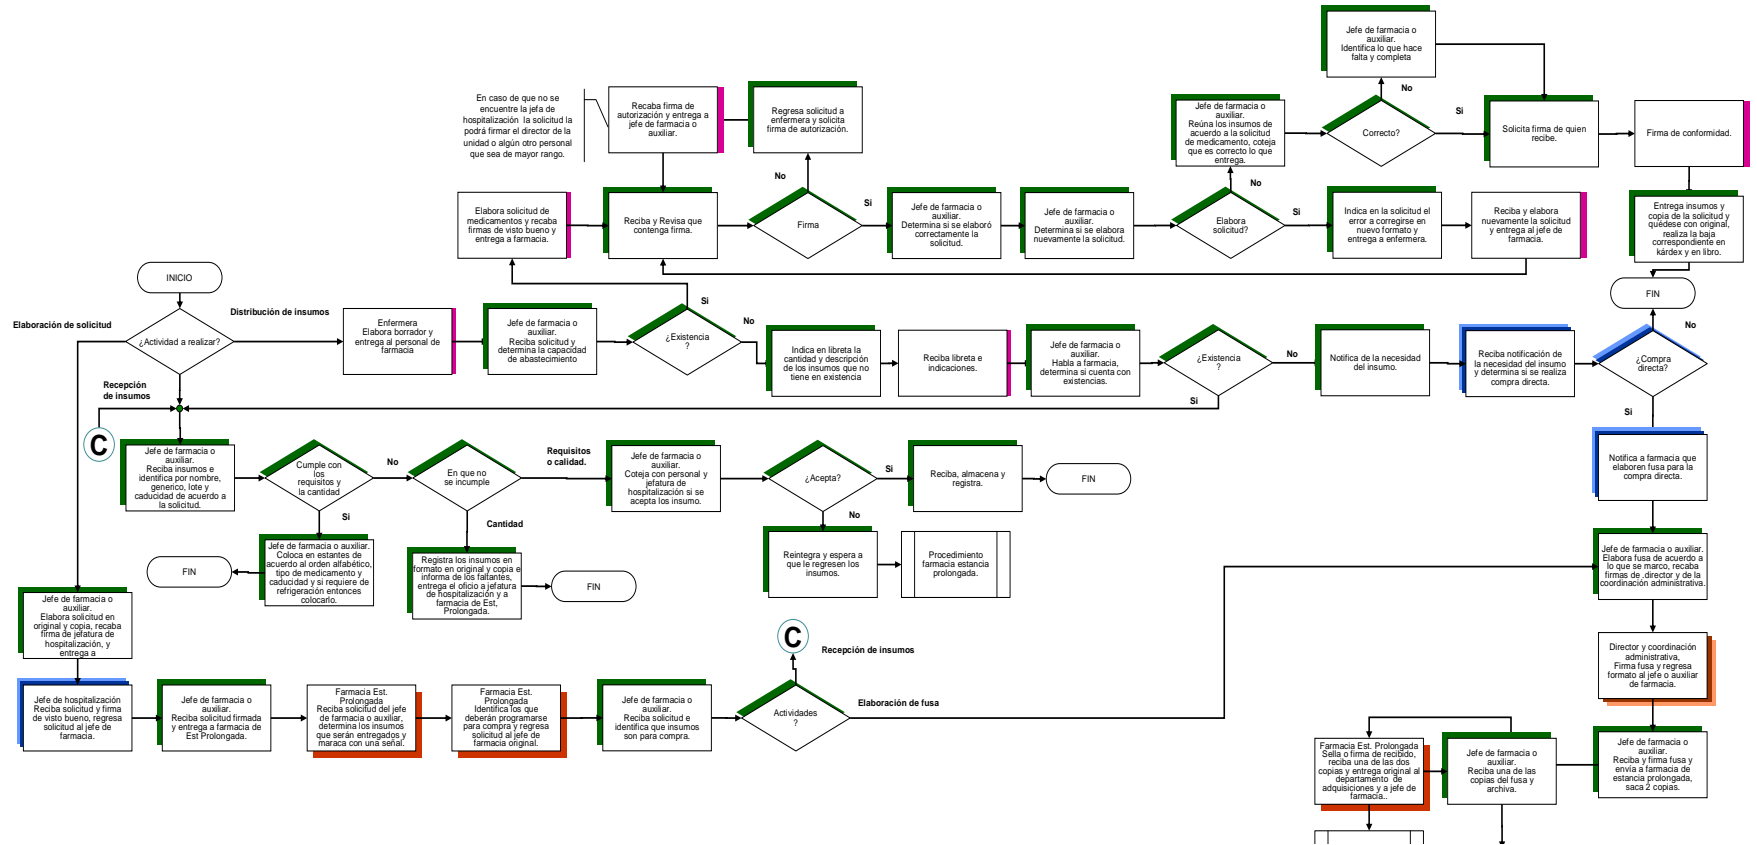 Jefe de farmacia o
auxiliar.
Identifica lo que hace
falta y completa
No
En caso de que no se
encuentre la jefa de
hospitalización la solicitud la
podrá firmar el director de la
unidad o algún otro personal
que sea de mayor rango.
Recaba firma de
autorización y entrega a
jefe de farmacia o
auxiliar.
Regresa solicitud a
enfermera y solicita
firma de autorización.
Jefe de farmacia o
auxiliar.
Reúna los insumos de
acuerdo a la solicitud
de medicamento, coteja
que es correcto lo que
entrega.
Correcto?
Si
Solicita firma de quien
recibe.
Firma de conformidad.
No
No
Elabora solicitud de
medicamentos y recaba
firmas de visto bueno y
entrega a farmacia.
Reciba y Revisa que
contenga firma.
Firma
Si
Jefe de farmacia o
auxiliar.
Determina si se elaboró
correctamente la
solicitud.
Jefe de farmacia o
auxiliar.
Determina si se elabora
nuevamente la solicitud.
Elabora
solicitud?
Si
Indica en la solicitud el
error a corregirse en
nuevo formato y
entrega a enfermera.
Reciba y elabora
nuevamente la solicitud
y entrega al jefe de
farmacia.
Entrega insumos y
copia de la solicitud y
quédese con original,
realiza la baja
correspondiente en
kárdex y en libro.
INICIO
FIN
Elaboración de solicitud
Distribución de insumos
¿Actividad a realizar?
Enfermera
Elabora borrador y
entrega al personal de
farmacia
Jefe de farmacia o
auxiliar.
Reciba solicitud y
determina la capacidad
de abastecimiento
¿Existencia
?
Si
No
Indica en libreta la
cantidad y descripción
de los insumos que no
tiene en existencia
Reciba libreta e
indicaciones.
Jefe de farmacia o
auxiliar.
Habla a farmacia,
determina si cuenta con
existencias.
¿Existencia
?
No
Si
Notifica de la necesidad
del insumo.
Reciba notificación de
la necesidad del insumo
y determina si se realiza
compra directa.
¿Compra
directa?
No
Si
Recepción
de insumos
C
Jefe de farmacia o
auxiliar.
Reciba insumos e
identifica por nombre,
generico, lote y
caducidad de acuerdo a
la solicitud.
Cumple con
los
requisitos y
la cantidad
No
Si
En que no
se incumple
Requisitos
o calidad.
Cantidad
Jefe de farmacia o
auxiliar.
Coteja con personal y
jefatura de
hospitalización si se
acepta los insumo.
¿Acepta?
Si
No
Reciba, almacena y
registra.
FIN
Notifica a farmacia que
elaboren fusa para la
compra directa.
FIN
Jefe de farmacia o auxiliar.
Coloca en estantes de
acuerdo al orden alfabético,
tipo de medicamento y
caducidad y si requiere de
refrigeración entonces
colocarlo.
Registra los insumos en
formato en original y copia e
informa de los faltantes,
entrega el oficio a jefatura
de hospitalización y a
farmacia de Est,
Prolongada.
FIN
Reintegra y espera a
que le regresen los
insumos.
Procedimiento
farmacia estancia
prolongada.
Jefe de farmacia o auxiliar.
Elabora fusa de acuerdo a
lo que se marco, recaba
firmas de .director y de la
coordinación administrativa.
Jefe de farmacia o
auxiliar.
Elabora solicitud en
original y copia, recaba
firma de jefatura de
hospitalización, y
entrega a
C
Recepción de insumos
Director y coordinación
administrativa,
Firma fusa y regresa
formato al jefe o auxiliar
de farmacia.
Jefe de hospitalización
Reciba solicitud y firma
de visto bueno, regresa
solicitud al jefe de
farmacia.
Jefe de farmacia o
auxiliar.
Reciba solicitud firmada
y entrega a farmacia de
Est Prolongada.
Farmacia Est.
Prolongada
Reciba solicitud del jefe
de farmacia o auxiliar,
determina los insumos
que serán entregados y
maraca con una señal.
Farmacia Est.
Prolongada
Identifica los que
deberán programarse
para compra y regresa
solicitud al jefe de
farmacia original.
Jefe de farmacia o
auxiliar.
Reciba solicitud e
identifica que insumos
son para compra.
Actividades
?
Elaboración de fusa
Farmacia Est. Prolongada
Sella o firma de recibido,
reciba una de las dos
copias y entrega original al
departamento de
adquisiciones y a jefe de
farmacia..
Jefe de farmacia o
auxiliar.
Reciba una de las
copias del fusa y
archiva.
Jefe de farmacia o
auxiliar.
Reciba y firma fusa y
envía a farmacia de
estancia prolongada,
saca 2 copias.